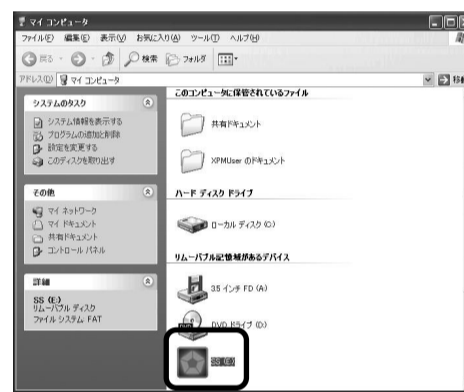 マイ コンピュータ
ファイル(F) 編集(E) 表示(V) お気に入り(A) ツール(T) ヘルプ(H)
戻る 検索 フォルダ
アドレス(D) マイ コンピュータ 移動
システムのタスク
システム情報を表示する
プログラムの追加と削除
設定を変更する
このディスクを取り出す
その他
マイ ネットワーク
マイ ドキュメント
共有ドキュメント
コントロール パネル
詳細
SS (E:)
リムーバブル ディスク
ファイル システム: FAT
このコンピュータに保管されているファイル
共有ドキュメント
XPMUser のドキュメント
ハード ディスク ドライブ
ローカル ディスク (C:)
リムーバブル記憶域があるデバイス
3.5 インチ FD (A:)
DVD ドライブ (D:)
SS (E:)